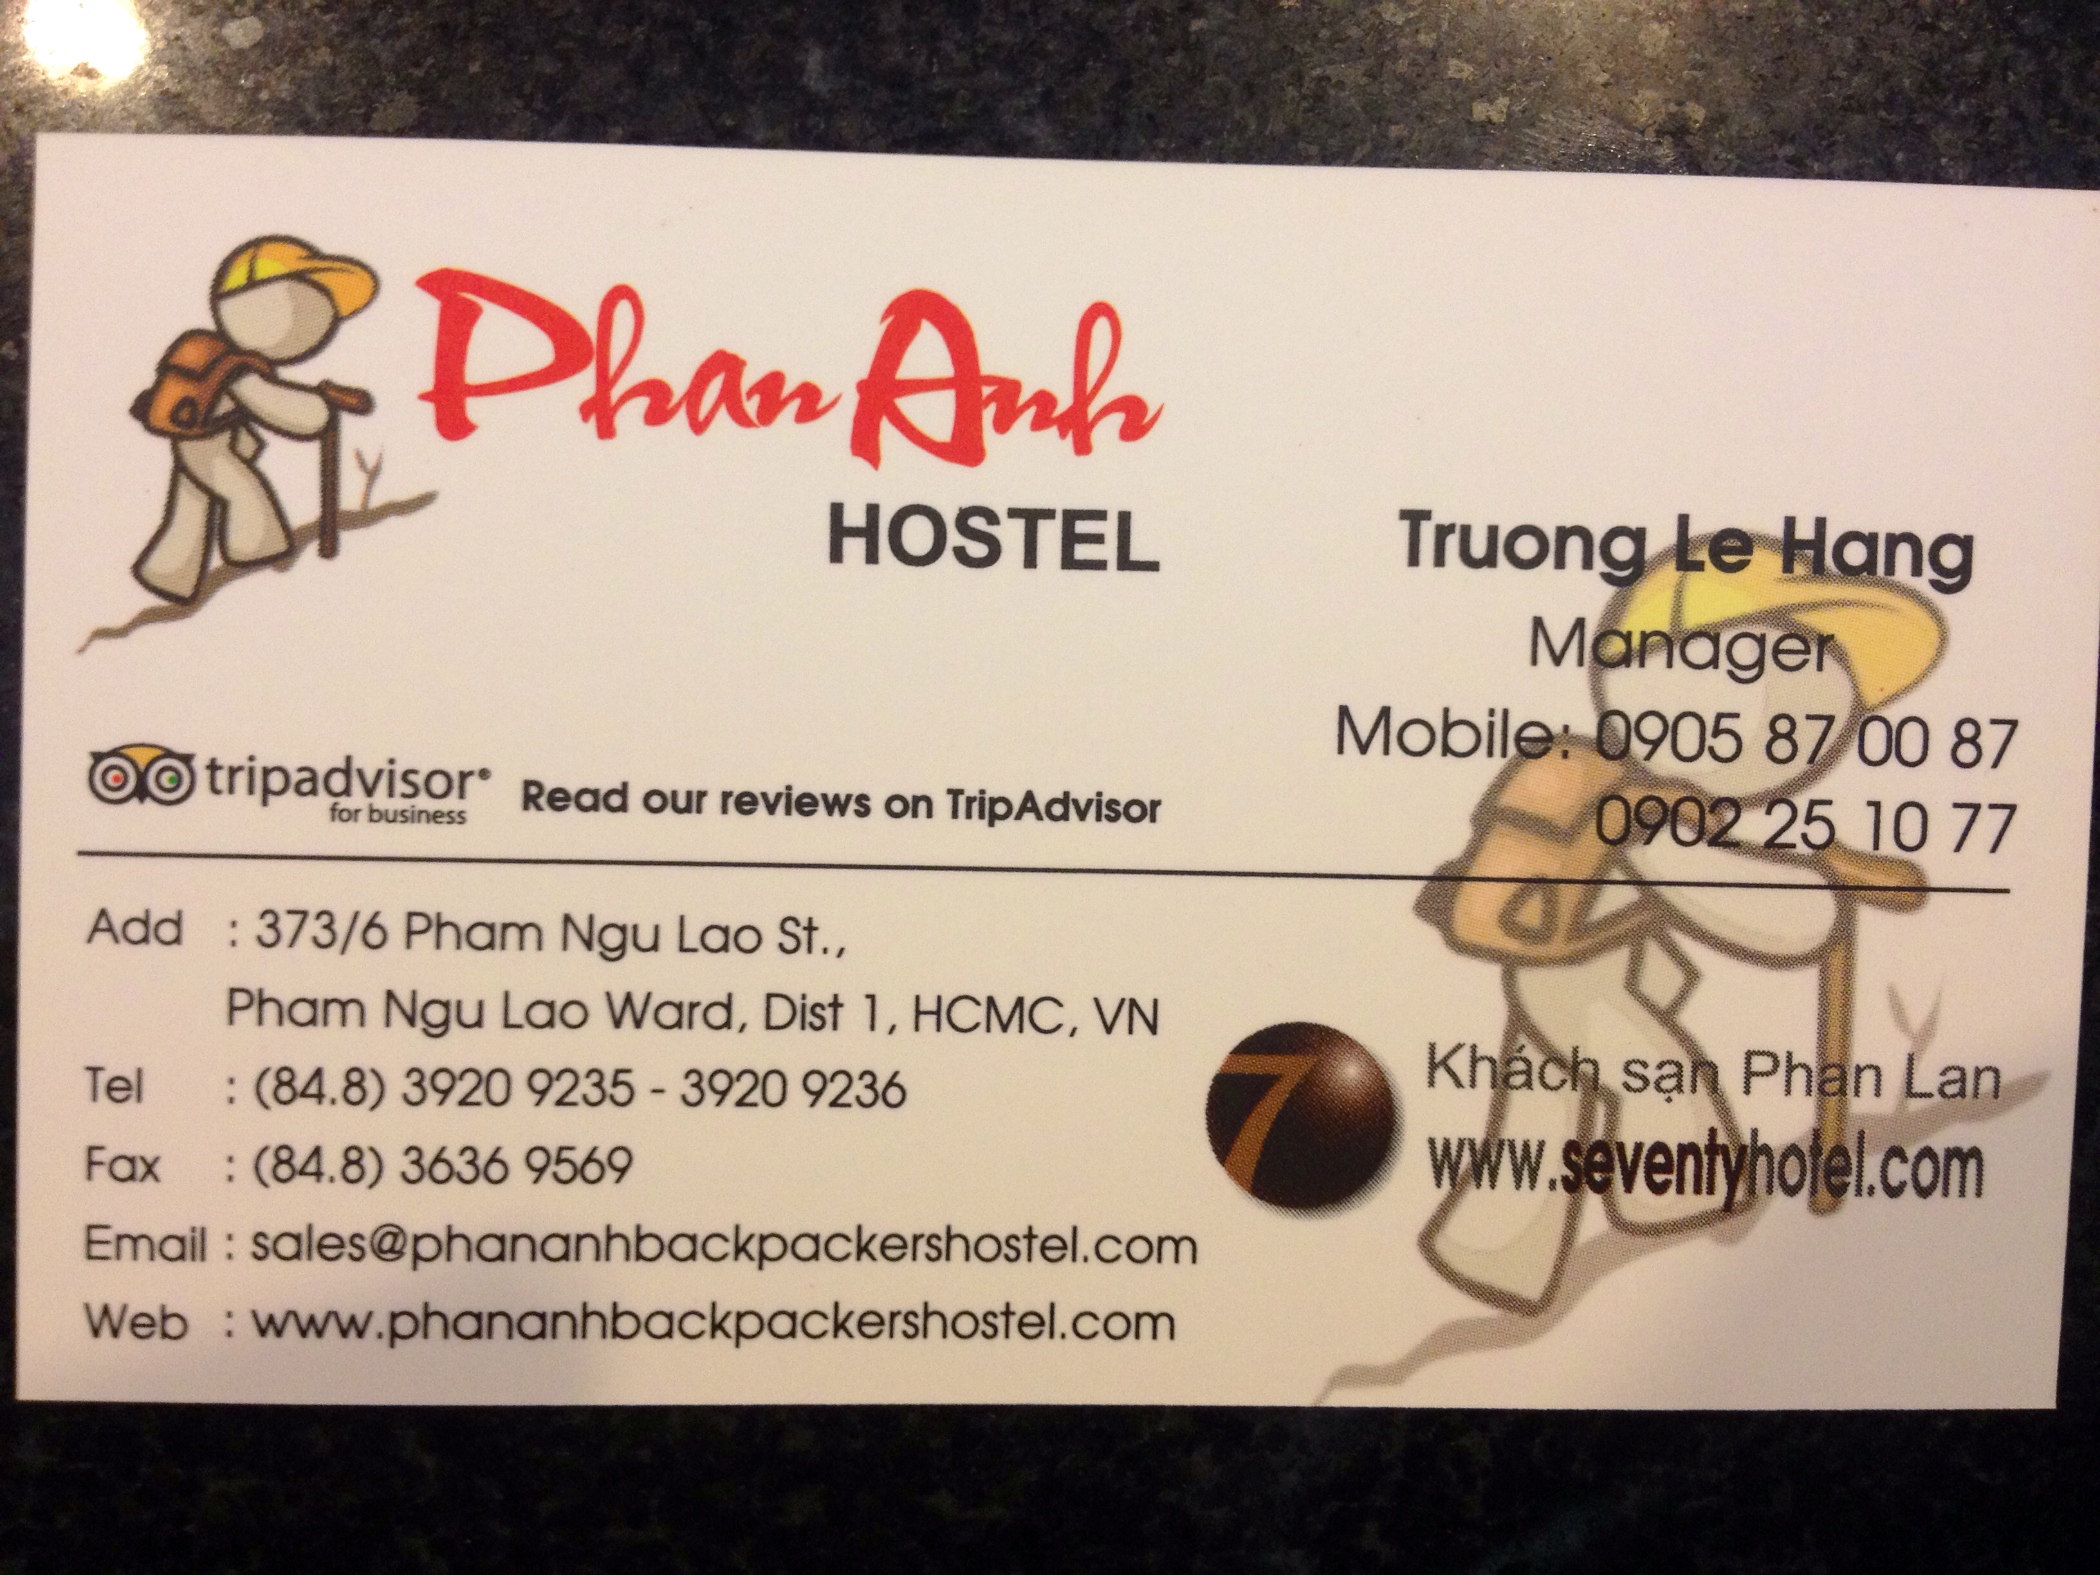 Phan Anh
HOSTEL
Truong Le Hang
Manager
Mobile: 0905 87 00 87
0902 25 10 77
tripadvisor®
for business
Read our reviews on TripAdvisor
Add : 373/6 Pham Ngu Lao St.,
Pham Ngu Lao Ward, Dist 1, HCMC, VN
Tel : (84.8) 3920 9235 - 3920 9236
Fax : (84.8) 3636 9569
Email : sales@phananhbackpackershostel.com
Web : www.phananhbackpackershostel.com
7
Khách sạn Phan Lan
www.seventyhotel.com